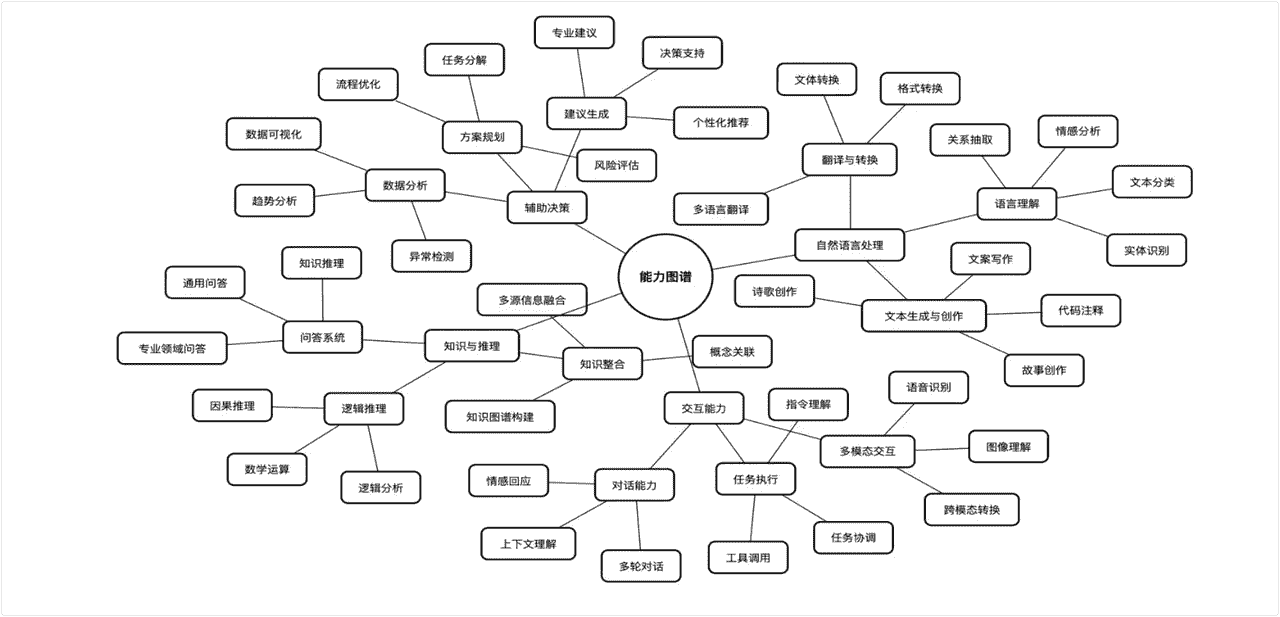 专业建议
决策支持
任务分解
流程优化
建议生成
个性化推荐
数据可视化
方案规划
风险评估
数据分析
趋势分析
辅助决策
异常检测
文体转换
格式转换
翻译与转换
多语言翻译
关系抽取
情感分析
文本分类
语言理解
实体识别
自然语言处理
文案写作
诗歌创作
文本生成与创作
代码注释
故事创作
能力图谱
知识推理
通用问答
问答系统
专业领域问答
多源信息融合
知识与推理
知识整合
概念关联
知识图谱构建
因果推理
逻辑推理
数学运算
逻辑分析
交互能力
指令理解
语音识别
多模态交互
图像理解
跨模态转换
情感回应
对话能力
任务执行
上下文理解
多轮对话
工具调用
任务协调